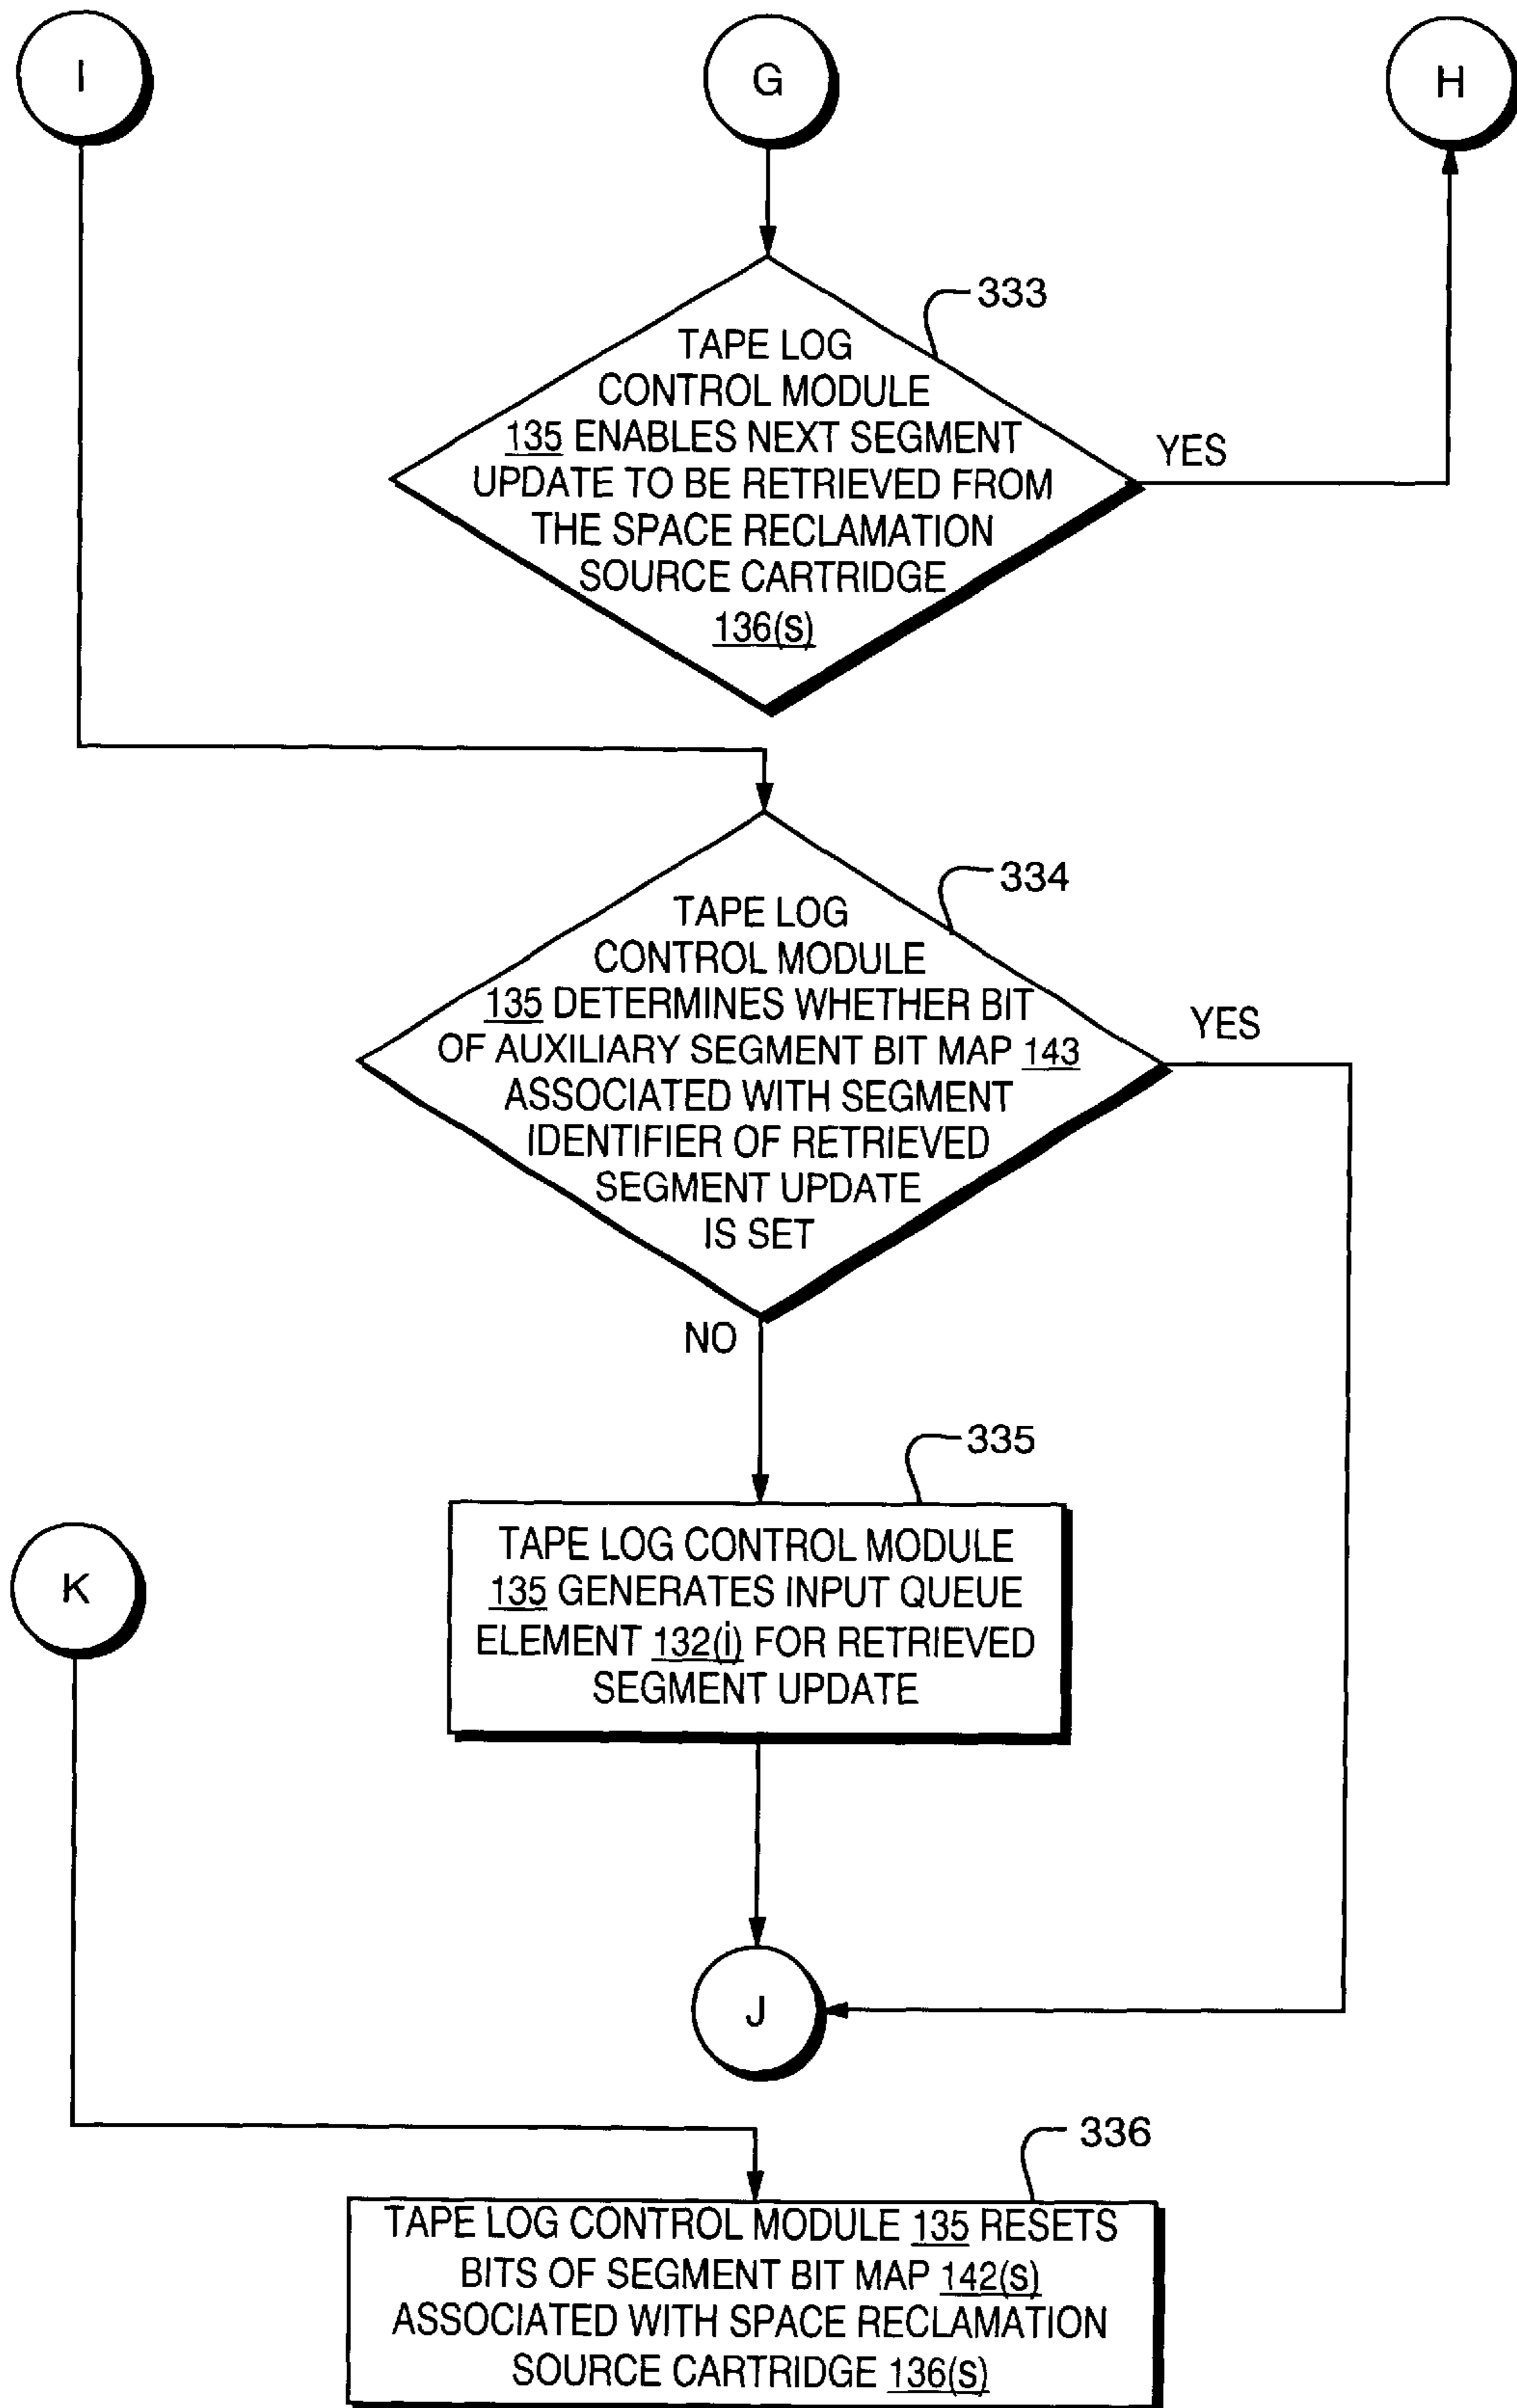 I
G
H
333
TAPE LOG
CONTROL MODULE
135 ENABLES NEXT SEGMENT
UPDATE TO BE RETRIEVED FROM
THE SPACE RECLAMATION
SOURCE CARTRIDGE
136(s)
YES
334
TAPE LOG
CONTROL MODULE
135 DETERMINES WHETHER BIT
OF AUXILIARY SEGMENT BIT MAP 143
ASSOCIATED WITH SEGMENT
IDENTIFIER OF RETRIEVED
SEGMENT UPDATE
IS SET
YES
NO
335
TAPE LOG CONTROL MODULE
135 GENERATES INPUT QUEUE
ELEMENT 132(i) FOR RETRIEVED
SEGMENT UPDATE
K
J
336
TAPE LOG CONTROL MODULE 135 RESETS
BITS OF SEGMENT BIT MAP 142(s)
ASSOCIATED WITH SPACE RECLAMATION
SOURCE CARTRIDGE 136(s)